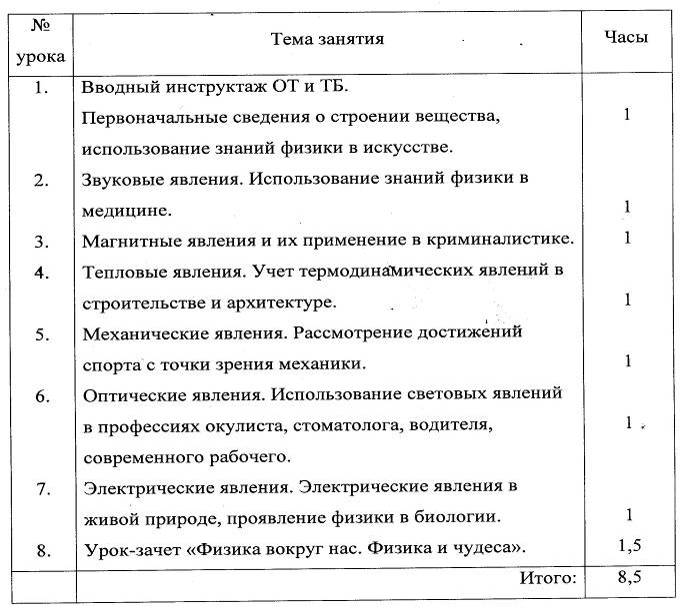 №
урока
Тема занятия
Часы
1.
Вводный инструктаж ОТ и ТБ.
Первоначальные сведения о строении вещества,
1
использование знаний физики в искусстве.
2.
Звуковые явления. Использование знаний физики в
медицине.
1
3.
Магнитные явления и их применение в криминалистике.
1
4.
Тепловые явления. Учет термодинамических явлений в
строительстве и архитектуре.
1
5.
Механические явления. Рассмотрение достижений
спорта с точки зрения механики.
1
6.
Оптические явления. Использование световых явлений
в профессиях окулиста, стоматолога, водителя,
1
современного рабочего.
7.
Электрические явления. Электрические явления в
живой природе, проявление физики в биологии.
1
8.
Урок-зачет «Физика вокруг нас. Физика и чудеса».
1,5
Итого:
8,5